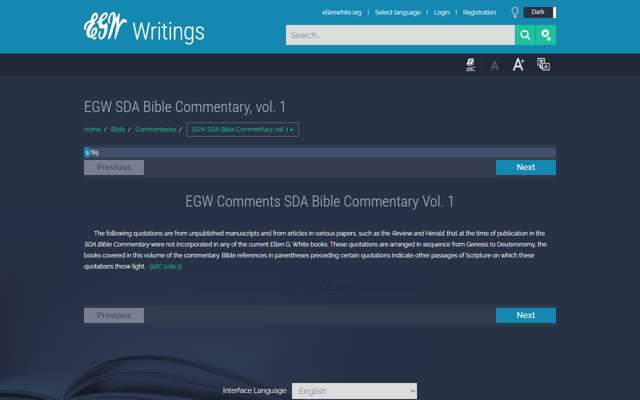 ellenwhite.org | Select language | Login | Registration
Dark
EGW Writings
Search...
1BC
A-
A+
EGW SDA Bible Commentary, vol. 1
Home / Bible / Commentaries / EGW SDA Bible Commentary, vol. 1
1/85
Previous
Next
EGW Comments SDA Bible Commentary Vol. 1
The following quotations are from unpublished manuscripts and from articles in various papers, such as the Review and Herald, that at the time of publication in the
SDA Bible Commentary were not incorporated in any of the current Ellen G. White books. These quotations are arranged in sequence from Genesis to Deuteronomy, the
books covered in this volume of the commentary. Bible references in parentheses preceding certain quotations indicate other passages of Scripture on which these
quotations throw light.
Previous
Next
Interface Language English